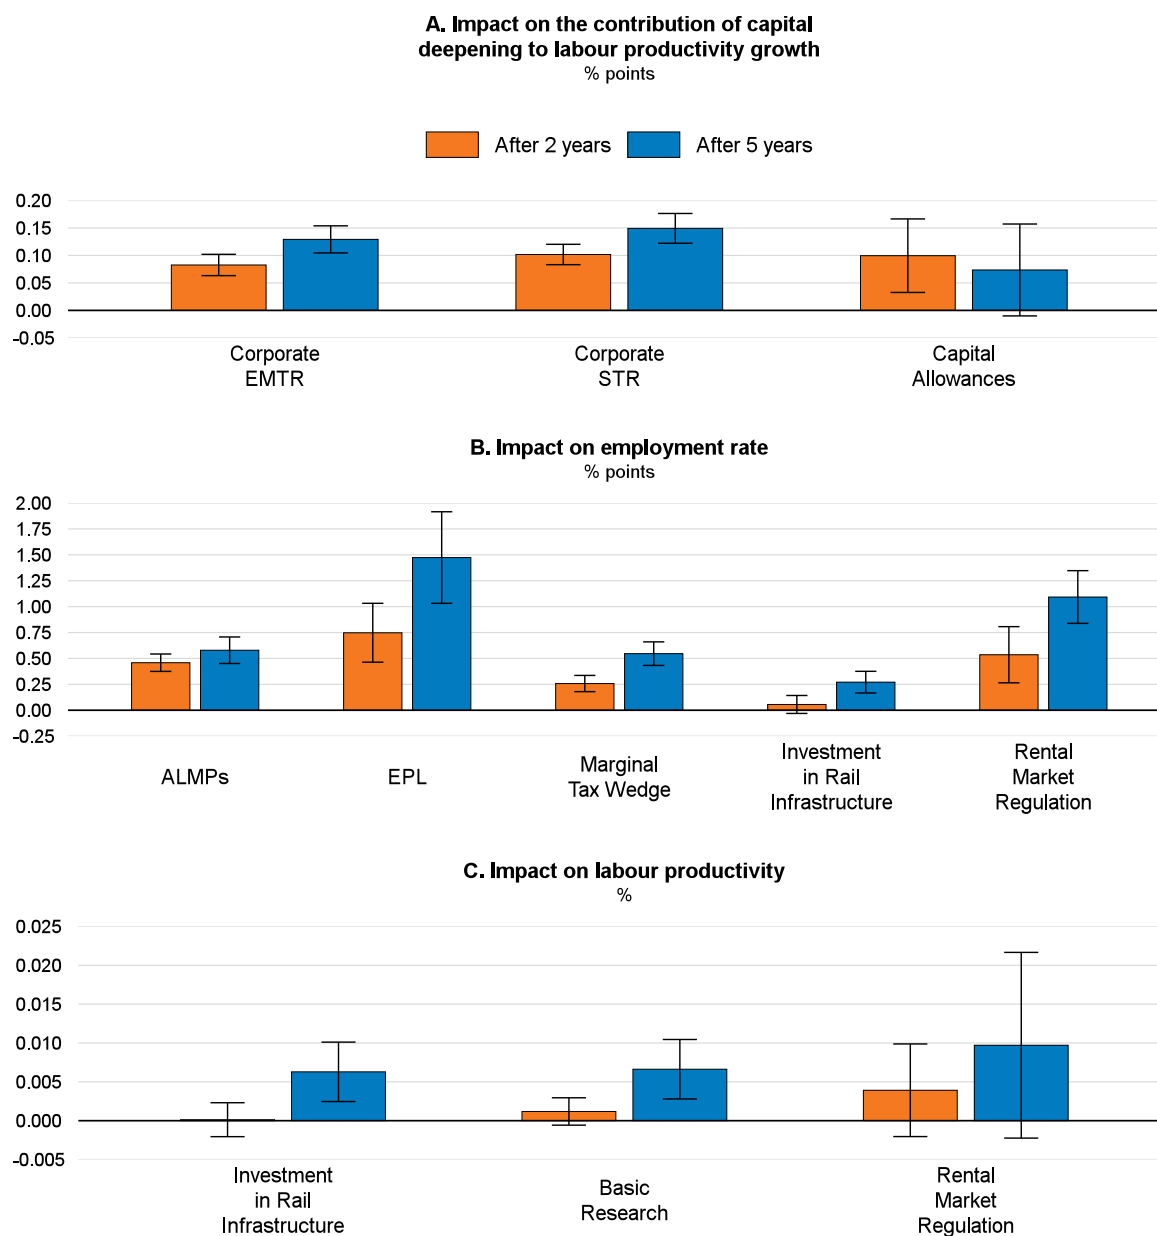 A. Impact on the contribution of capital
deepening to labour productivity growth
% points
After 2 years
After 5 years
0.20
0.15
0.10
0.05
0.00
-0.05
Corporate
EMTR
Corporate
STR
Capital
Allowances
B. Impact on employment rate
% points
2.00
1.75
1.50
1.25
1.00
0.75
0.50
0.25
0.00
-0.25
ALMPs
EPL
Marginal
Tax Wedge
Investment
in Rail
Infrastructure
Rental
Market
Regulation
C. Impact on labour productivity
%
0.025
0.020
0.015
0.010
0.005
0.000
-0.005
Investment
in Rail
Infrastructure
Basic
Research
Rental
Market
Regulation